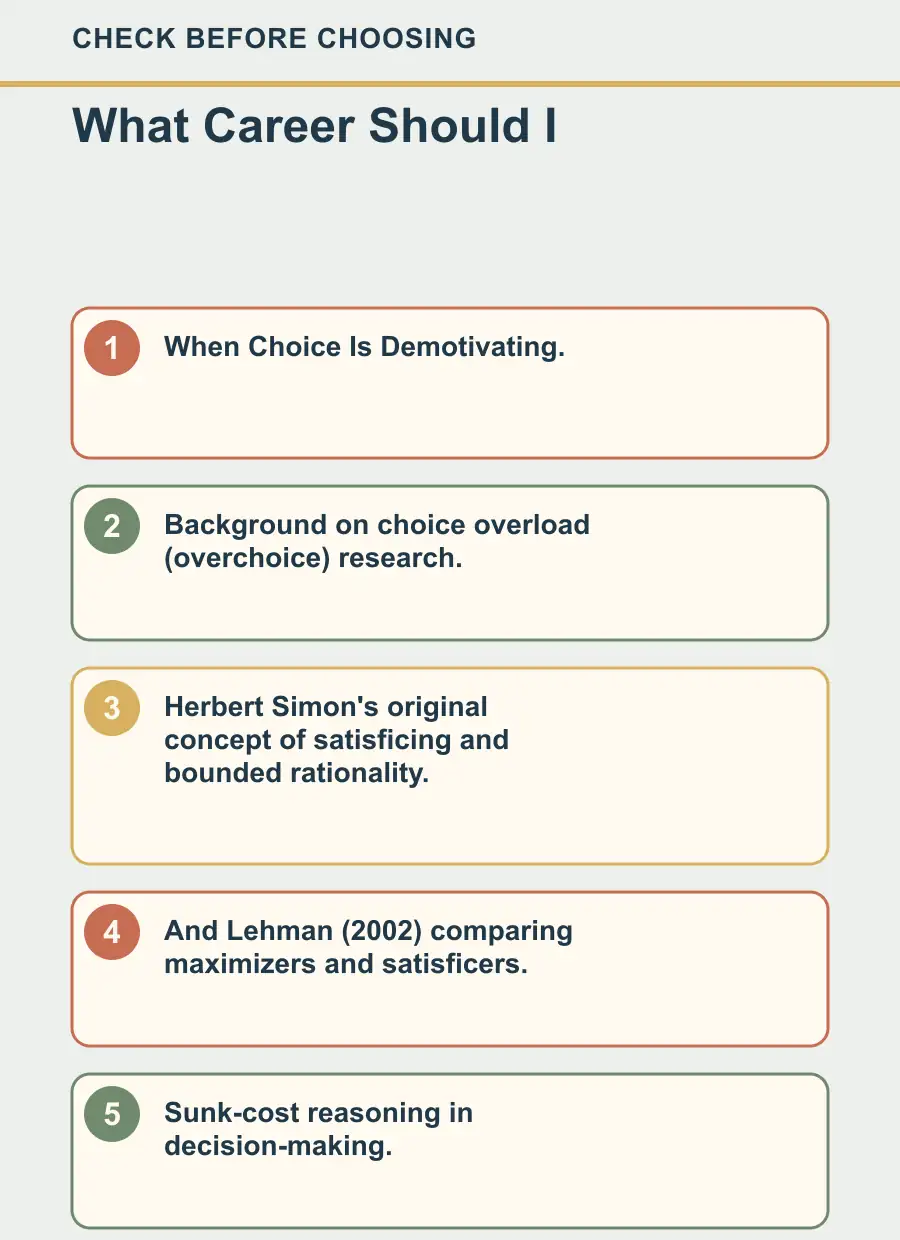 CHECK BEFORE CHOOSING
What Career Should I
1
When Choice Is Demotivating.
2
Background on choice overload
(overchoice) research.
3
Herbert Simon's original
concept of satisficing and
bounded rationality.
4
And Lehman (2002) comparing
maximizers and satisficers.
5
Sunk-cost reasoning in
decision-making.